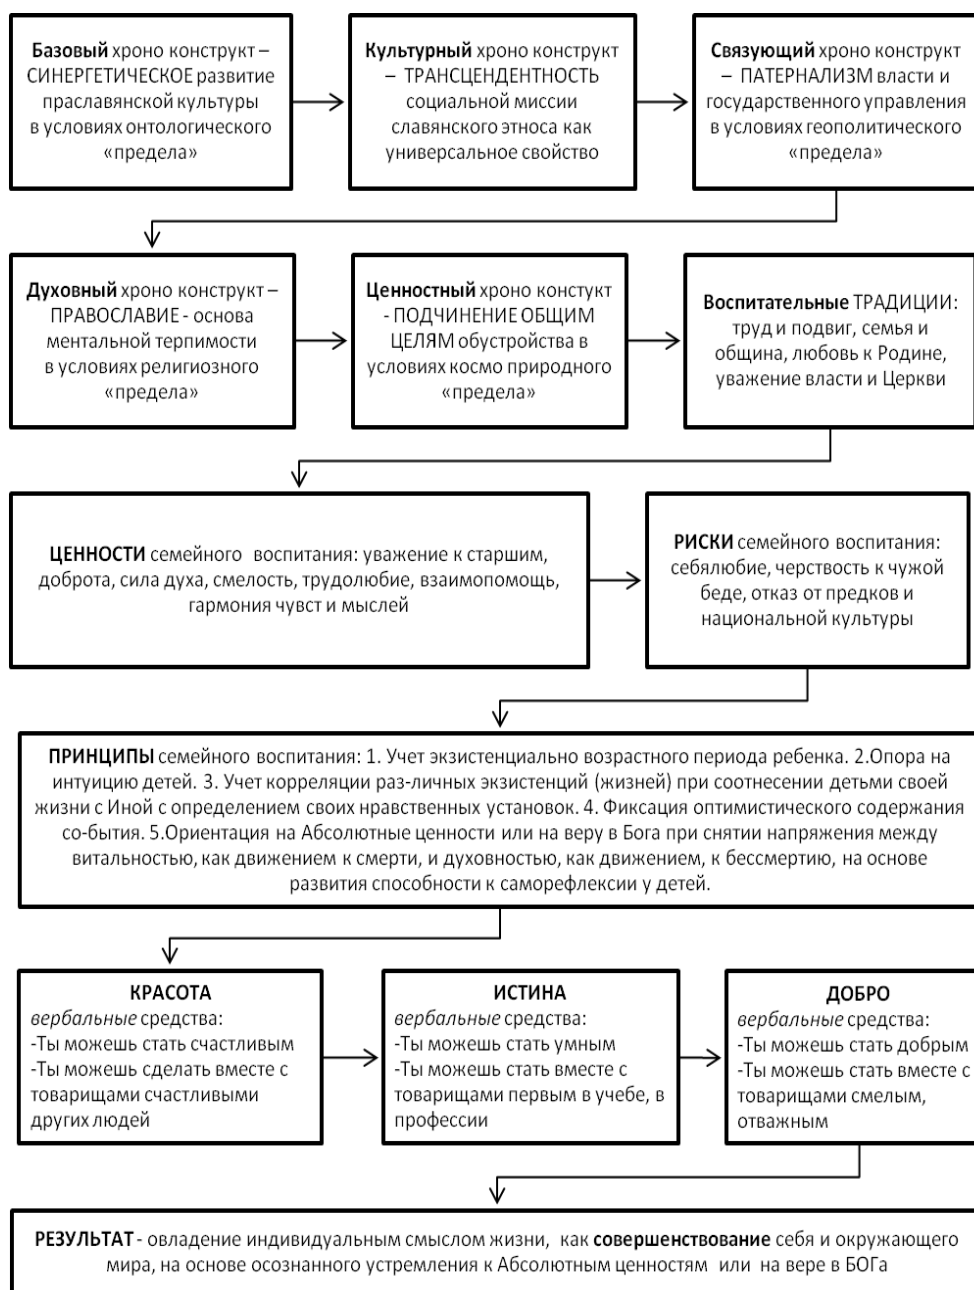 Базовый хроно конструкт –
СИНЕРГЕТИЧЕСКОЕ развитие
праславянской культуры
в условиях онтологического
«предела»
Культурный хроно конструкт
– ТРАНСЦЕНДЕНТНОСТЬ
социальной миссии
славянского этноса как
универсальное свойство
Связующий хроно конструкт
– ПАТЕРНАЛИЗМ власти и
государственного управления
в условиях геополитического
«предела»
Духовный хроно конструкт –
ПРАВОСЛАВИЕ - основа
ментальной терпимости
в условиях религиозного
«предела»
Ценностный хроно констукт
- ПОДЧИНЕНИЕ ОБЩИМ
ЦЕЛЯМ обустройства в
условиях космо природного
«предела»
Воспитательные ТРАДИЦИИ:
труд и подвиг, семья и
община, любовь к Родине,
уважение власти и Церкви
ЦЕННОСТИ семейного воспитания: уважение к старшим,
доброта, сила духа, смелость, трудолюбие, взаимопомощь,
гармония чувст и мыслей
РИСКИ семейного воспитания:
себялюбие, черствость к чужой
беде, отказ от предков и
национальной культуры
ПРИНЦИПЫ семейного воспитания: 1. Учет экзистенциально возрастного периода ребенка. 2.Опора на
интуицию детей. 3. Учет корреляции раз-личных экзистенций (жизней) при соотнесении детьми своей
жизни с Иной с определением своих нравственных установок. 4. Фиксация оптимистического содержания
со-бытия. 5.Ориентация на Абсолютные ценности или на веру в Бога при снятии напряжения между
витальностью, как движением к смерти, и духовностью, как движением, к бессмертию, на основе
развития способности к саморефлексии у детей.
КРАСОТА
вербальные средства:
-Ты можешь стать счастливым
-Ты можешь сделать вместе с
товарищами счастливыми
других людей
ИСТИНА
вербальные средства:
-Ты можешь стать умным
-Ты можешь стать вместе с
товарищами первым в учебе, в
профессии
ДОБРО
вербальные средства:
-Ты можешь стать добрым
-Ты можешь стать вместе с
товарищами смелым,
отважным
РЕЗУЛЬТАТ - овладение индивидуальным смыслом жизни, как совершенствование себя и окружающего
мира, на основе осознанного устремления к Абсолютным ценностям или на вере в БОГа